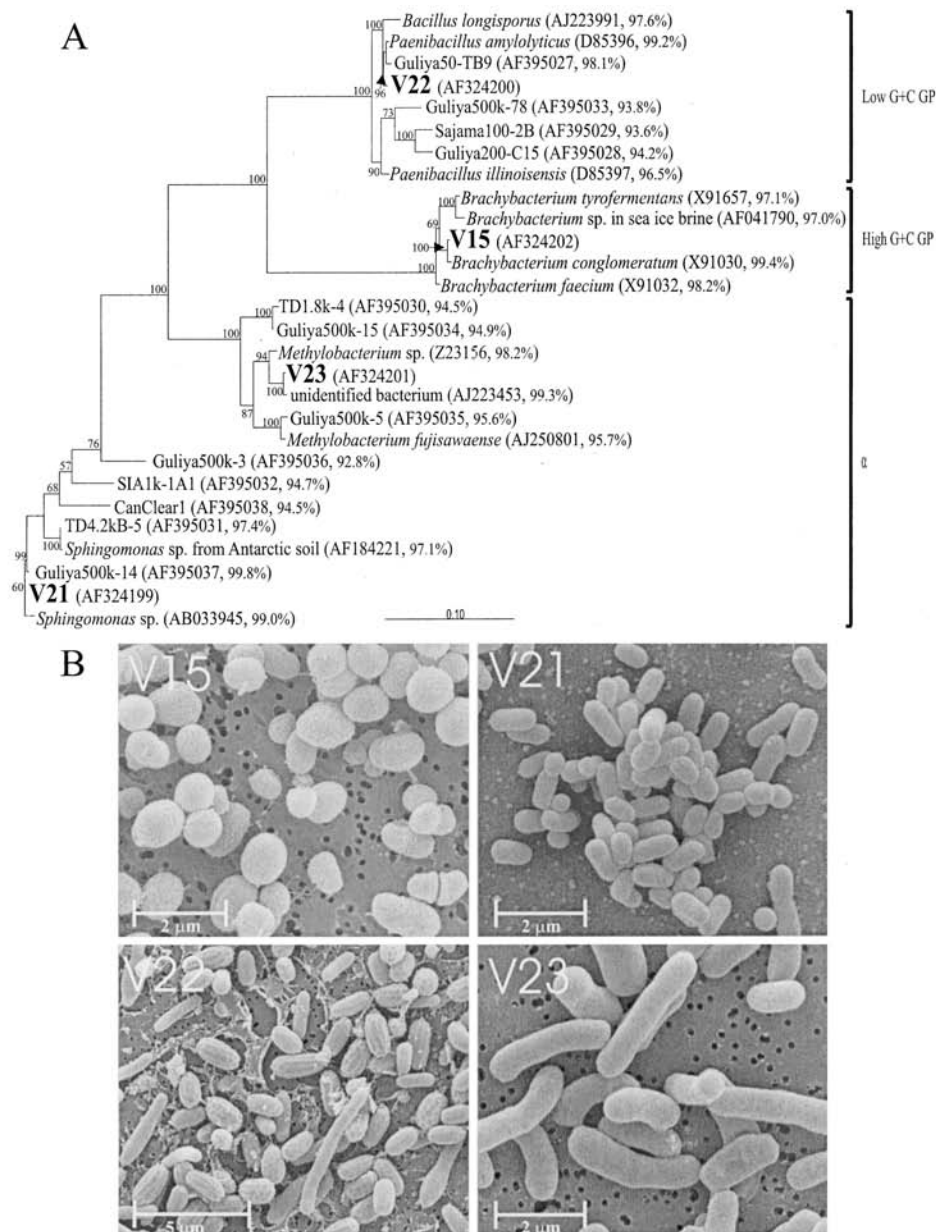 A
Bacillus longisporus (AJ223991, 97.6%)
Paenibacillus amylolyticus (D85396, 99.2%)
Guliya50-TB9 (AF395027, 98.1%)
V22 (AF324200)
Guliya500k-78 (AF395033, 93.8%)
Sajama100-2B (AF395029, 93.6%)
Guliya200-C15 (AF395028, 94.2%)
Paenibacillus illinoisensis (D85397, 96.5%)
Low G+C GP
Brachybacterium tyrofermentans (X91657, 97.1%)
Brachybacterium sp. in sea ice brine (AF041790, 97.0%)
V15 (AF324202)
Brachybacterium conglomeratum (X91030, 99.4%)
Brachybacterium faecium (X91032, 98.2%)
High G+C GP
TD1.8k-4 (AF395030, 94.5%)
Guliya500k-15 (AF395034, 94.9%)
Methylobacterium sp. (Z23156, 98.2%)
V23 (AF324201)
unidentified bacterium (AJ223453, 99.3%)
Guliya500k-5 (AF395035, 95.6%)
Methylobacterium fujisawaense (AJ250801, 95.7%)
Guliya500k-3 (AF395036, 92.8%)
SIA1k-1A1 (AF395032, 94.7%)
CanClear1 (AF395038, 94.5%)
TD4.2kB-5 (AF395031, 97.4%)
Sphingomonas sp. from Antarctic soil (AF184221, 97.1%)
Guliya500k-14 (AF395037, 99.8%)
V21 (AF324199)
Sphingomonas sp. (AB033945, 99.0%)
α
100
100
96
100
73
100
90
100
100
69
100
100
100
100
100
94
100
87
100
76
57
68
100
99
60
0.10
B
V15
2 μm
V21
2 μm
V22
5 μm
V23
2 μm